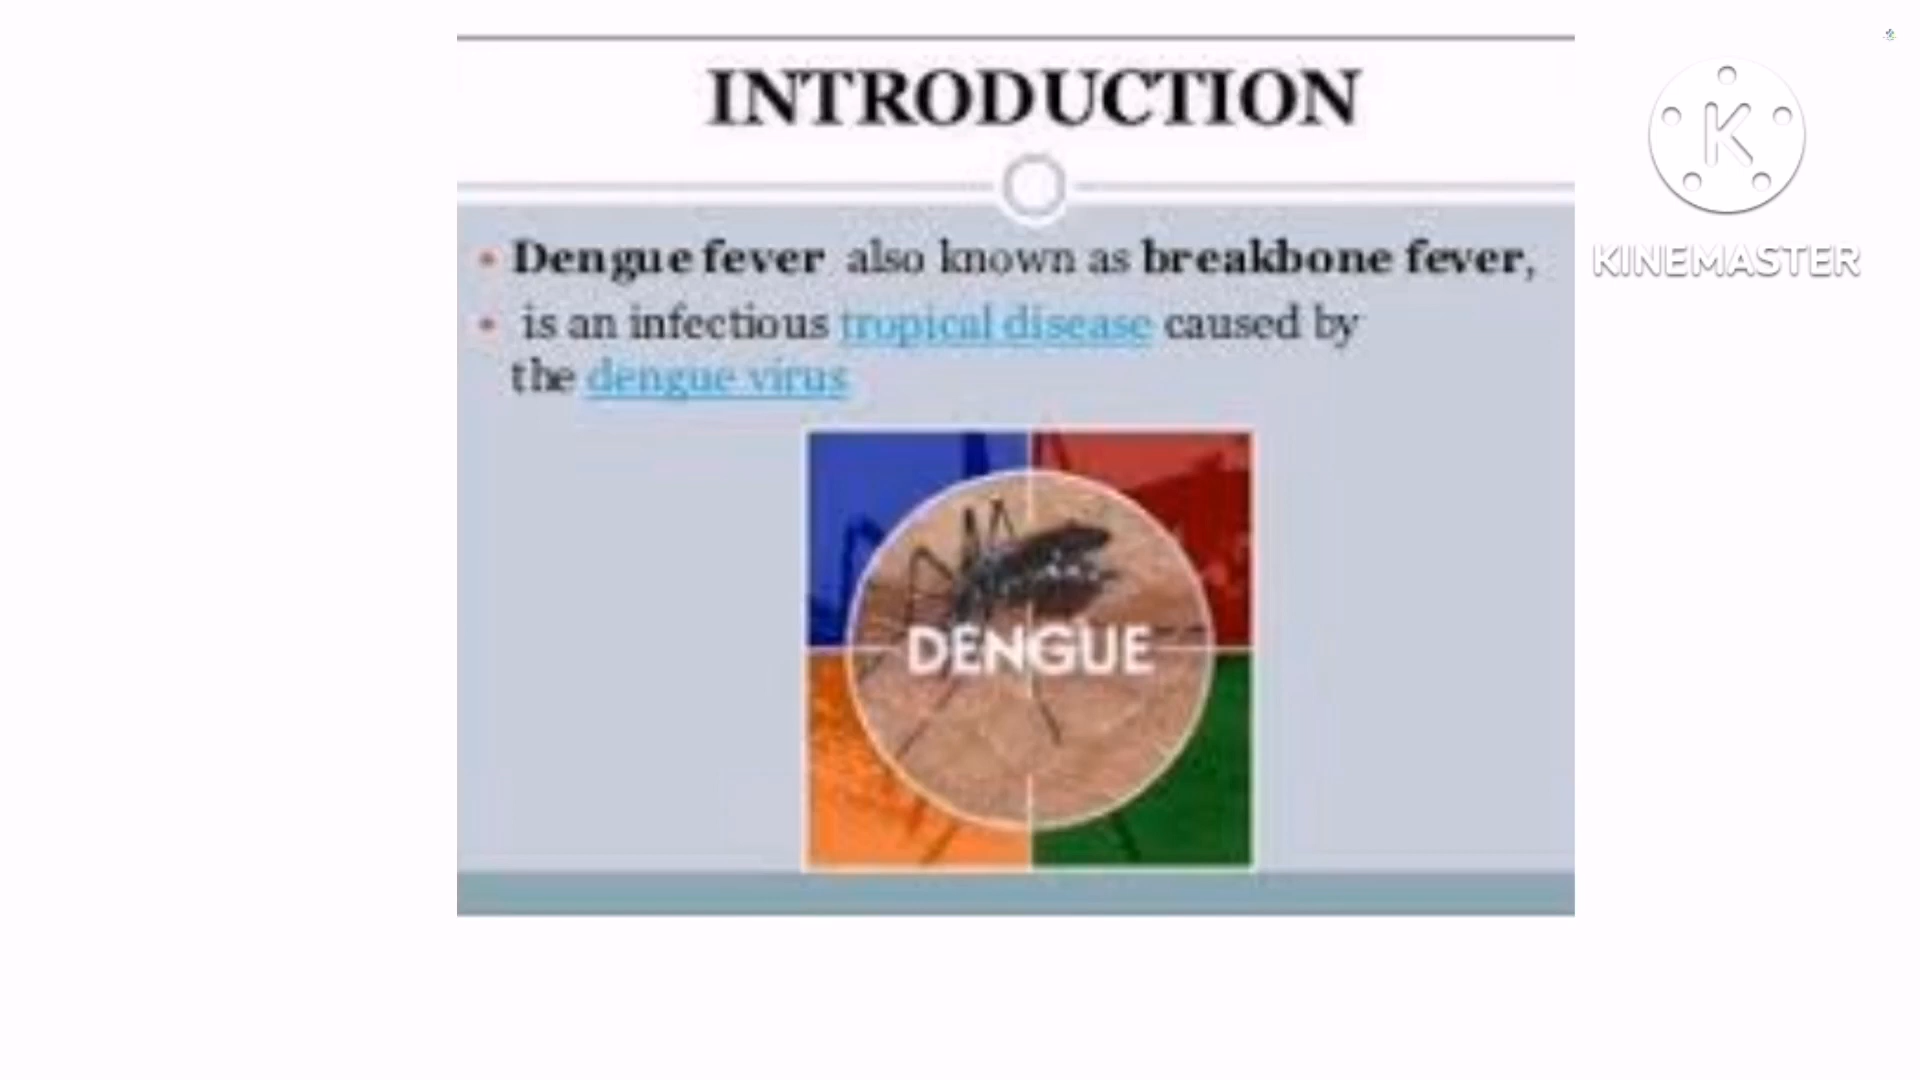 INTRODUCTION
K
KINEMASTER
• Dengue fever also known as breakbone fever,
• is an infectious tropical disease caused by
the dengue virus
DENGUE